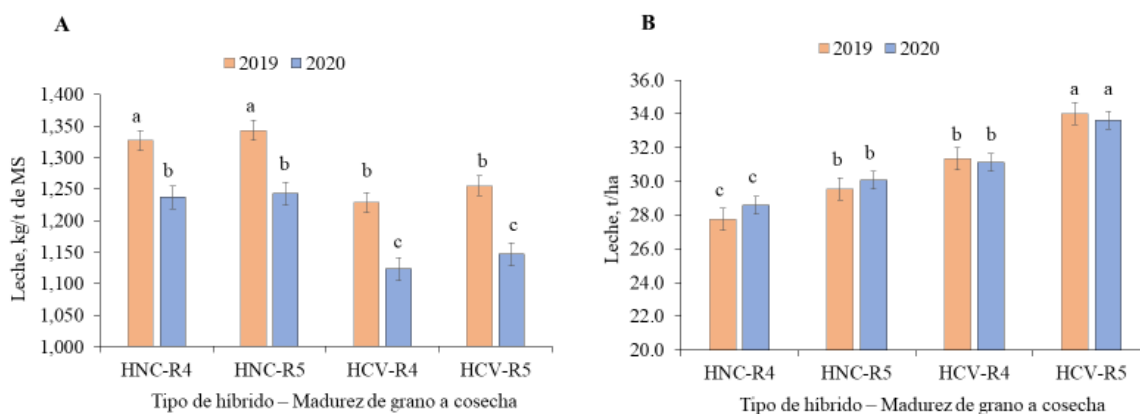 A
2019 2020
1,400
1,350
1,300
1,250
1,200
1,150
1,100
1,050
1,000
Leche, kg/t de MS
a
b
a
b
b
c
b
c
HNC-R4 HNC-R5 HCV-R4 HCV-R5
Tipo de híbrido – Madurez de grano a cosecha
B
2019 2020
36.0
34.0
32.0
30.0
28.0
26.0
24.0
22.0
20.0
Leche, t/ha
c c
b b
b b
a a
HNC-R4 HNC-R5 HCV-R4 HCV-R5
Tipo de híbrido – Madurez de grano a cosecha